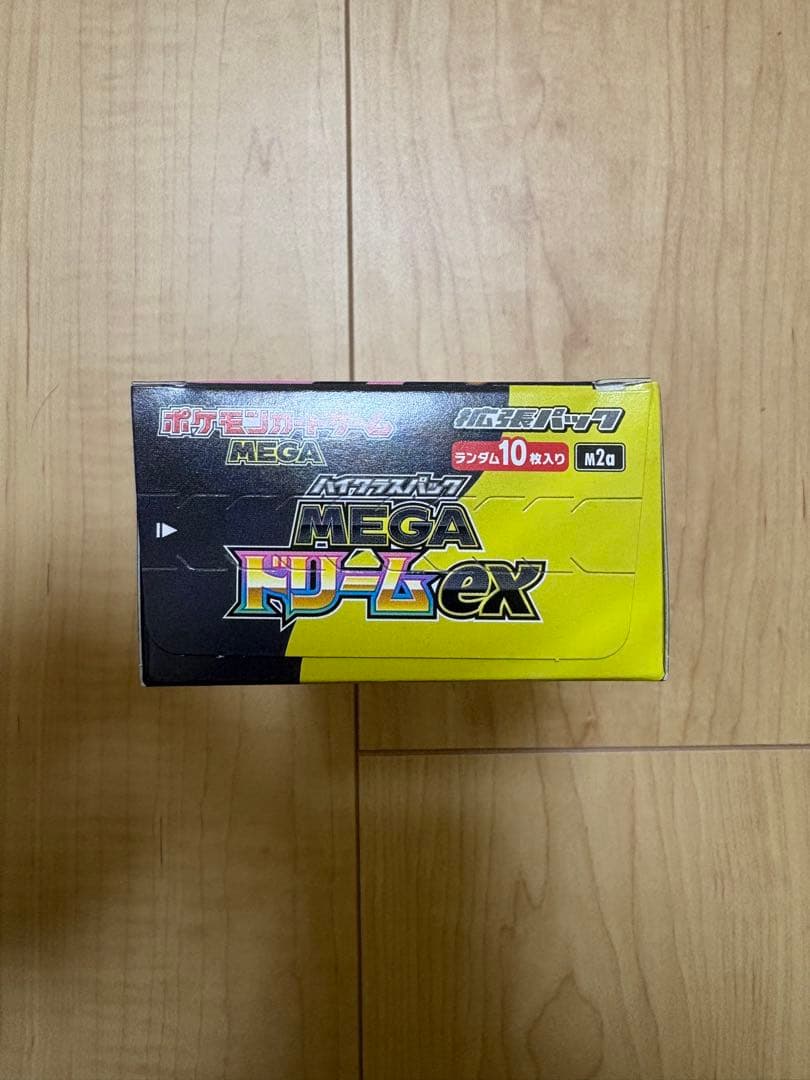 ポケモンカードゲーム
MEGA
拡張パック
ランダム10枚入り
M2a
ハイクラスパック
MEGA
ドリームex